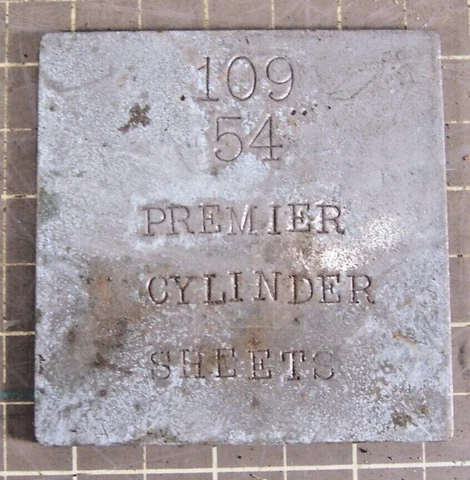 109
54
PREMIER
CYLINDER
SHEETS